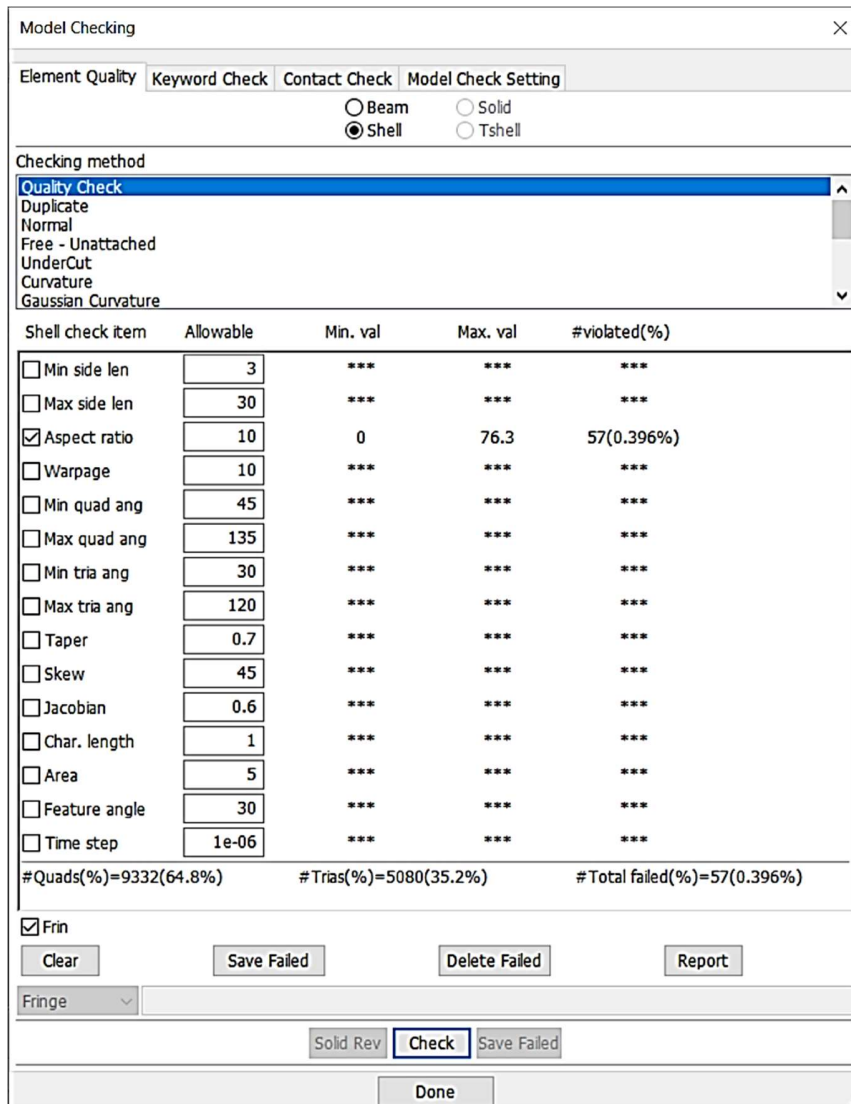 Model Checking
Element Quality Keyword Check Contact Check Model Check Setting
Beam Solid
Shell Tshell
Checking method
Quality Check
Duplicate
Normal
Free - Unattached
UnderCut
Curvature
Gaussian Curvature
Shell check item Allowable Min. val Max. val #violated(%)
Min side len 3 *** *** ***
Max side len 30 *** *** ***
Aspect ratio 10 0 76.3 57(0.396%)
Warpage 10 *** *** ***
Min quad ang 45 *** *** ***
Max quad ang 135 *** *** ***
Min tria ang 30 *** *** ***
Max tria ang 120 *** *** ***
Taper 0.7 *** *** ***
Skew 45 *** *** ***
Jacobian 0.6 *** *** ***
Char. length 1 *** *** ***
Area 5 *** *** ***
Feature angle 30 *** *** ***
Time step 1e-06 *** *** ***
#Quads(%)=9332(64.8%) #Trias(%)=5080(35.2%) #Total failed(%)=57(0.396%)
Frin
Clear Save Failed Delete Failed Report
Fringe
Solid Rev Check Save Failed
Done